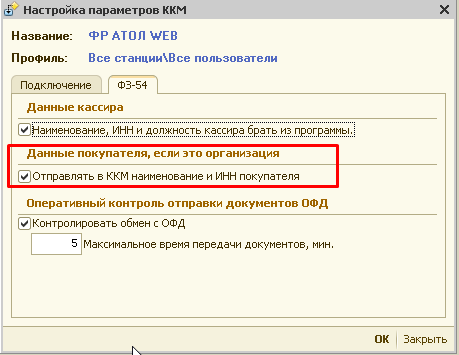 Настройка параметров ККМ
Название: ФР АТОЛ WEB
Профиль: Все станции\Все пользователи
Подключение ФЗ-54
Данные кассира
Наименование, ИНН и должность кассира брать из программы.
Данные покупателя, если это организация
Отправлять в ККМ наименование и ИНН покупателя
Оперативный контроль отправки документов ОФД
Контролировать обмен с ОФД
5 Максимальное время передачи документов, мин.
OK Закрыть